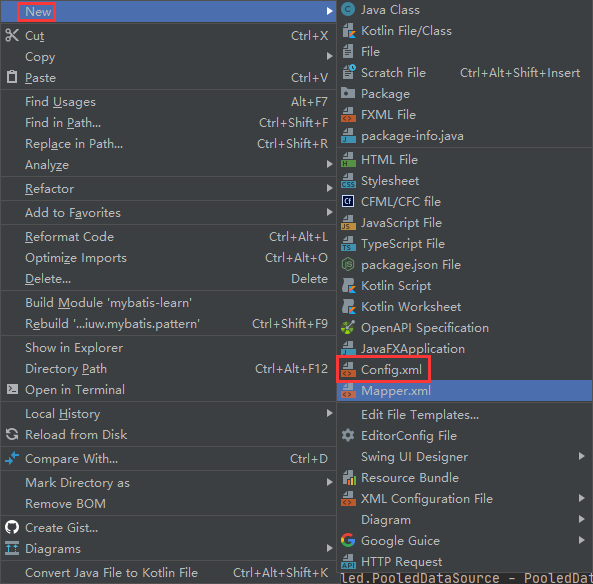 New
Cut Ctrl+X
Copy
Paste Ctrl+V
Find Usages Alt+F7
Find in Path... Ctrl+Shift+F
Replace in Path... Ctrl+Shift+R
Analyze
Refactor
Add to Favorites
Reformat Code Ctrl+Alt+L
Optimize Imports Ctrl+Alt+O
Delete... Delete
Build Module 'mybatis-learn'
Rebuild '...iuw.mybatis.pattern' Ctrl+Shift+F9
Show in Explorer
Directory Path Ctrl+Alt+F12
Open in Terminal
Local History
Reload from Disk
Compare With... Ctrl+D
Mark Directory as
Remove BOM
Create Gist...
Diagrams
Convert Java File to Kotlin File Ctrl+Alt+Shift+K
Java Class
Kotlin File/Class
File
Scratch File Ctrl+Alt+Shift+Insert
Package
FXML File
package-info.java
HTML File
Stylesheet
CFML/CFC file
JavaScript File
TypeScript File
package.json File
Kotlin Script
Kotlin Worksheet
OpenAPI Specification
JavaFXApplication
Config.xml
Mapper.xml
Edit File Templates...
EditorConfig File
Swing UI Designer
Resource Bundle
XML Configuration File
Diagram
Google Guice
HTTP Request
led.PooledDataSource - PooledDat